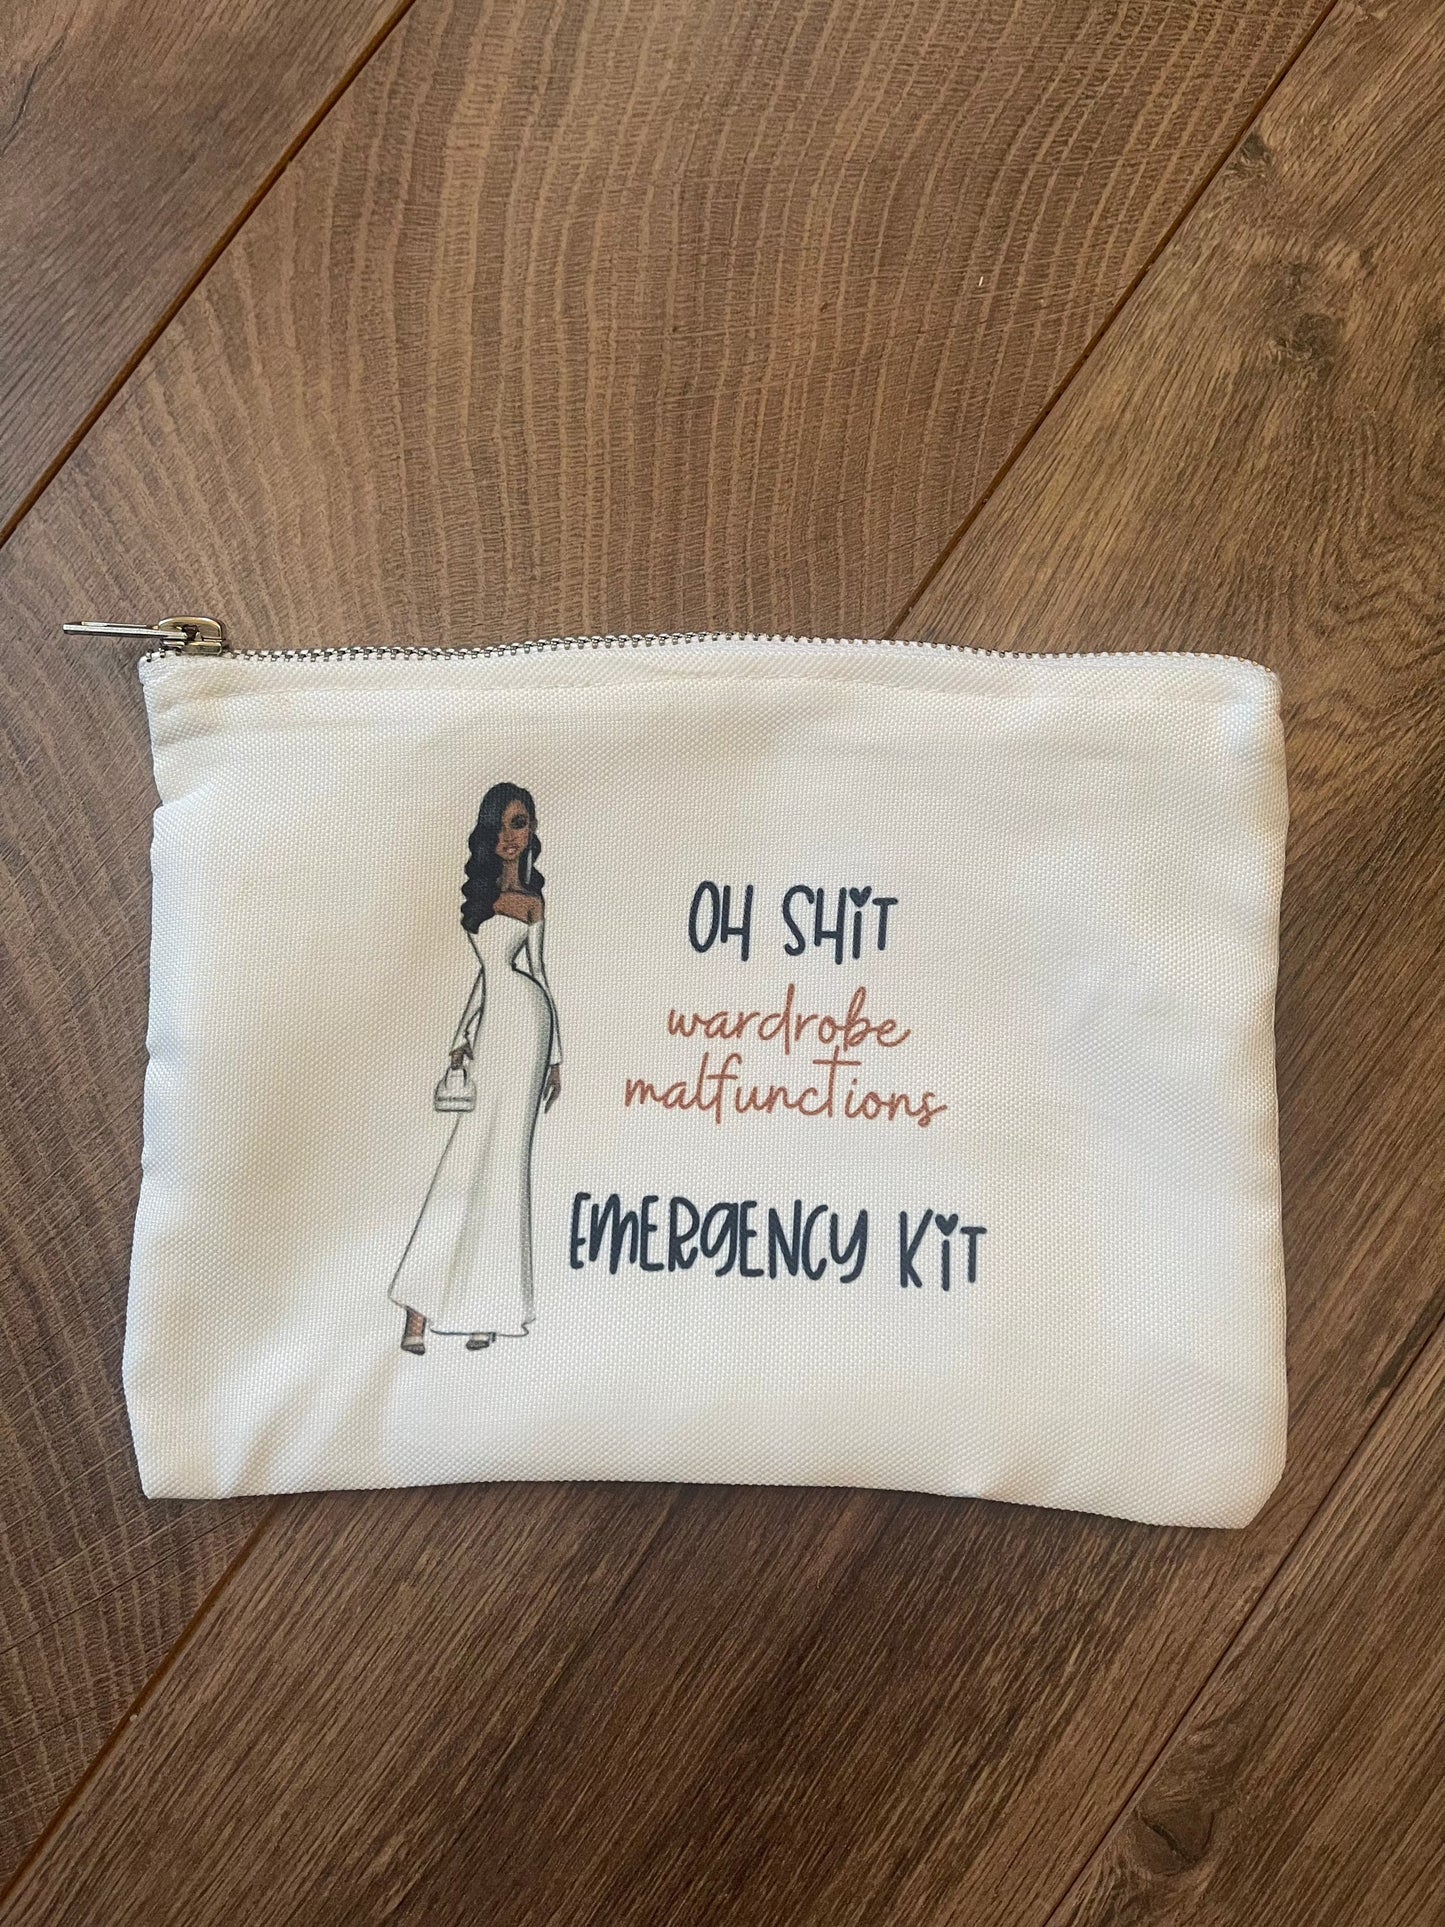 OH SHiT
wardrobe
malfunctions
EMERGENCY KiT